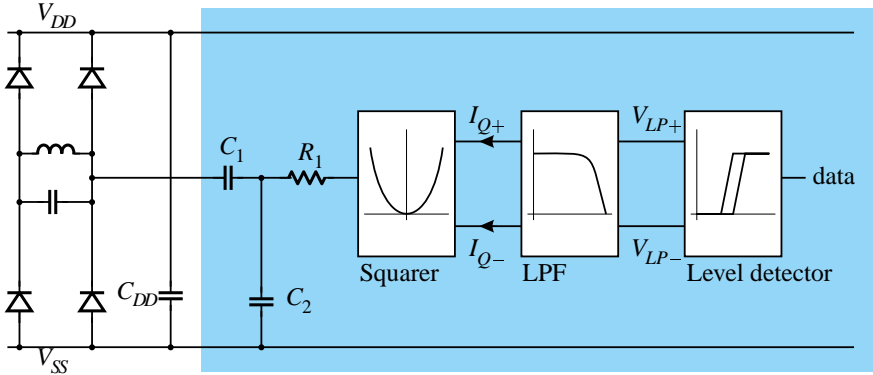 V_DD
C_1
R_1
I_Q+
V_LP+
data
I_Q−
V_LP−
Squarer
LPF
Level detector
C_DD
C_2
V_SS